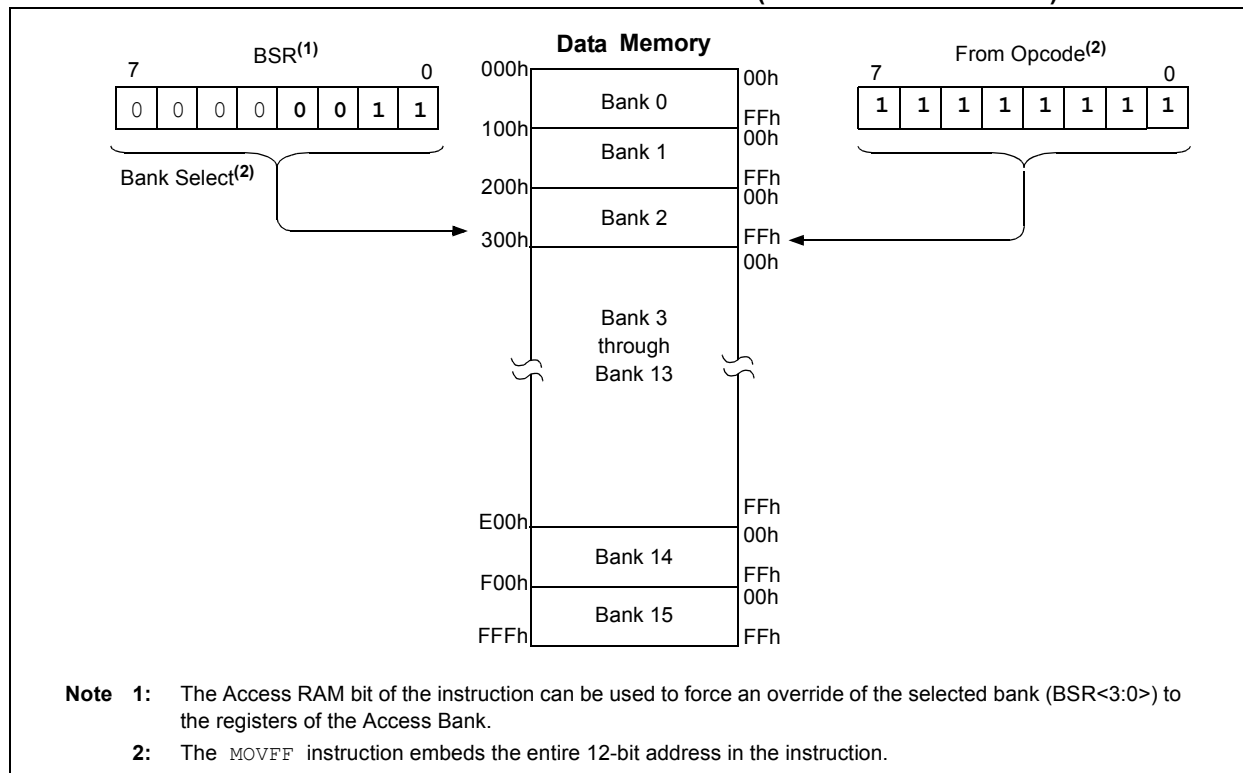 Data Memory
BSR(1)
From Opcode(2)
7 0
0 0 0 0 0 0 1 1
Bank Select(2)
7 0
1 1 1 1 1 1 1 1
000h
Bank 0
00h
FFh
100h
Bank 1
00h
FFh
200h
Bank 2
00h
FFh
300h
00h
Bank 3
through
Bank 13
FFh
E00h
Bank 14
00h
FFh
F00h
Bank 15
00h
FFFh
FFh
Note 1: The Access RAM bit of the instruction can be used to force an override of the selected bank (BSR<3:0>) to
the registers of the Access Bank.
2: The MOVFF instruction embeds the entire 12-bit address in the instruction.